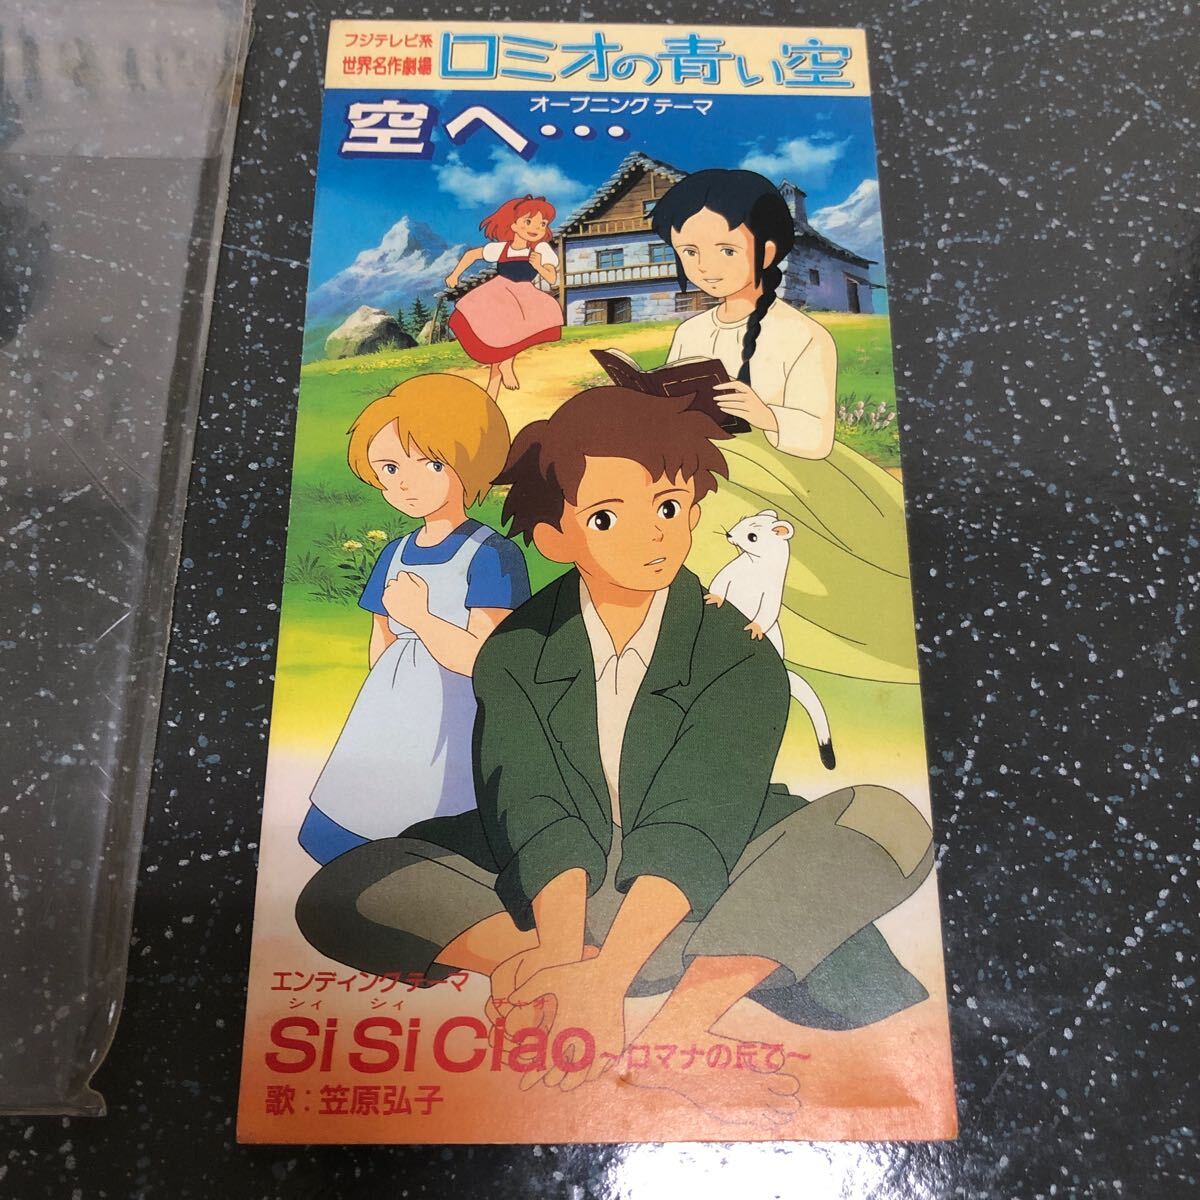 フジテレビ系
世界名作劇場
ロミオの青い空
オープニング テーマ
空へ・・・
エンディング テーマ
シィ シィ チャオ
Si Si Ciao ～ロマナの丘で～
歌：笠原弘子